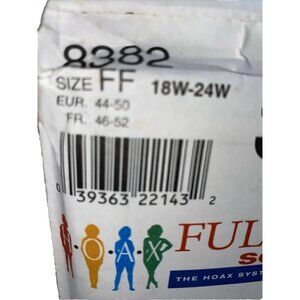 8382
SIZE FF 18W-24W
EUR. 44-50
FR. 46-52
0 39363 22143 2
H·O·A·X FUL
THE HOAX SYS